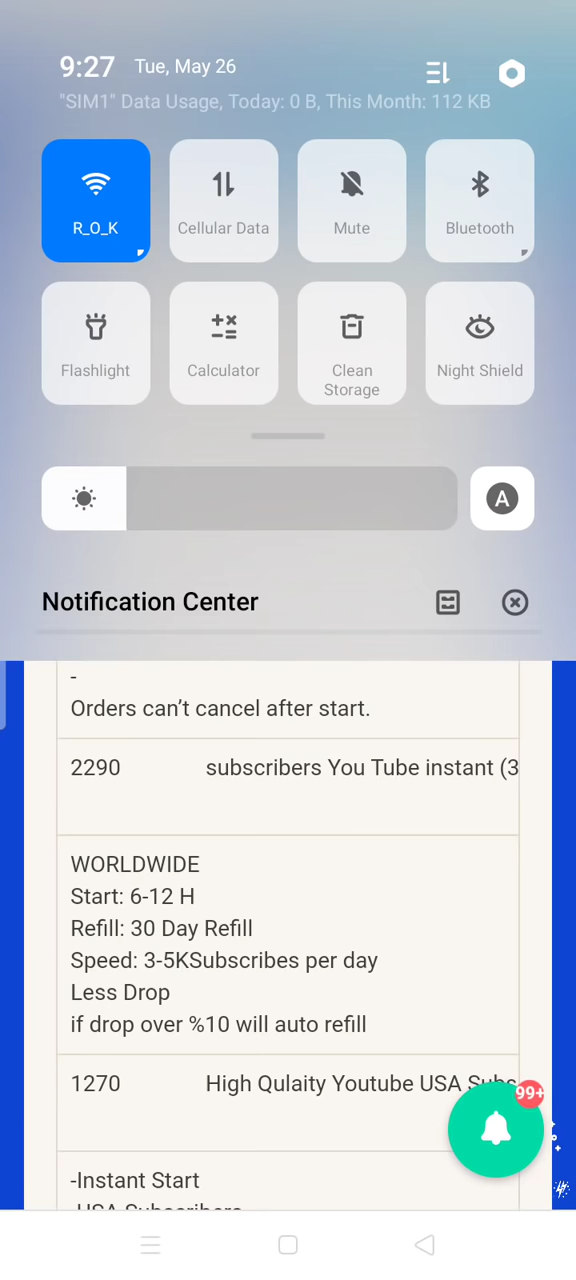 9:27 Tue, May 26
"SIM1" Data Usage, Today: 0 B, This Month: 112 KB
R_O_K Cellular Data Mute Bluetooth
Flashlight Calculator Clean Storage Night Shield
A
Notification Center
-
Orders can’t cancel after start.
2290 subscribers You Tube instant (3
WORLDWIDE
Start: 6-12 H
Refill: 30 Day Refill
Speed: 3-5KSubscribes per day
Less Drop
if drop over %10 will auto refill
1270 High Qulaity Youtube USA Subs
99+
-Instant Start
-USA Subscribers